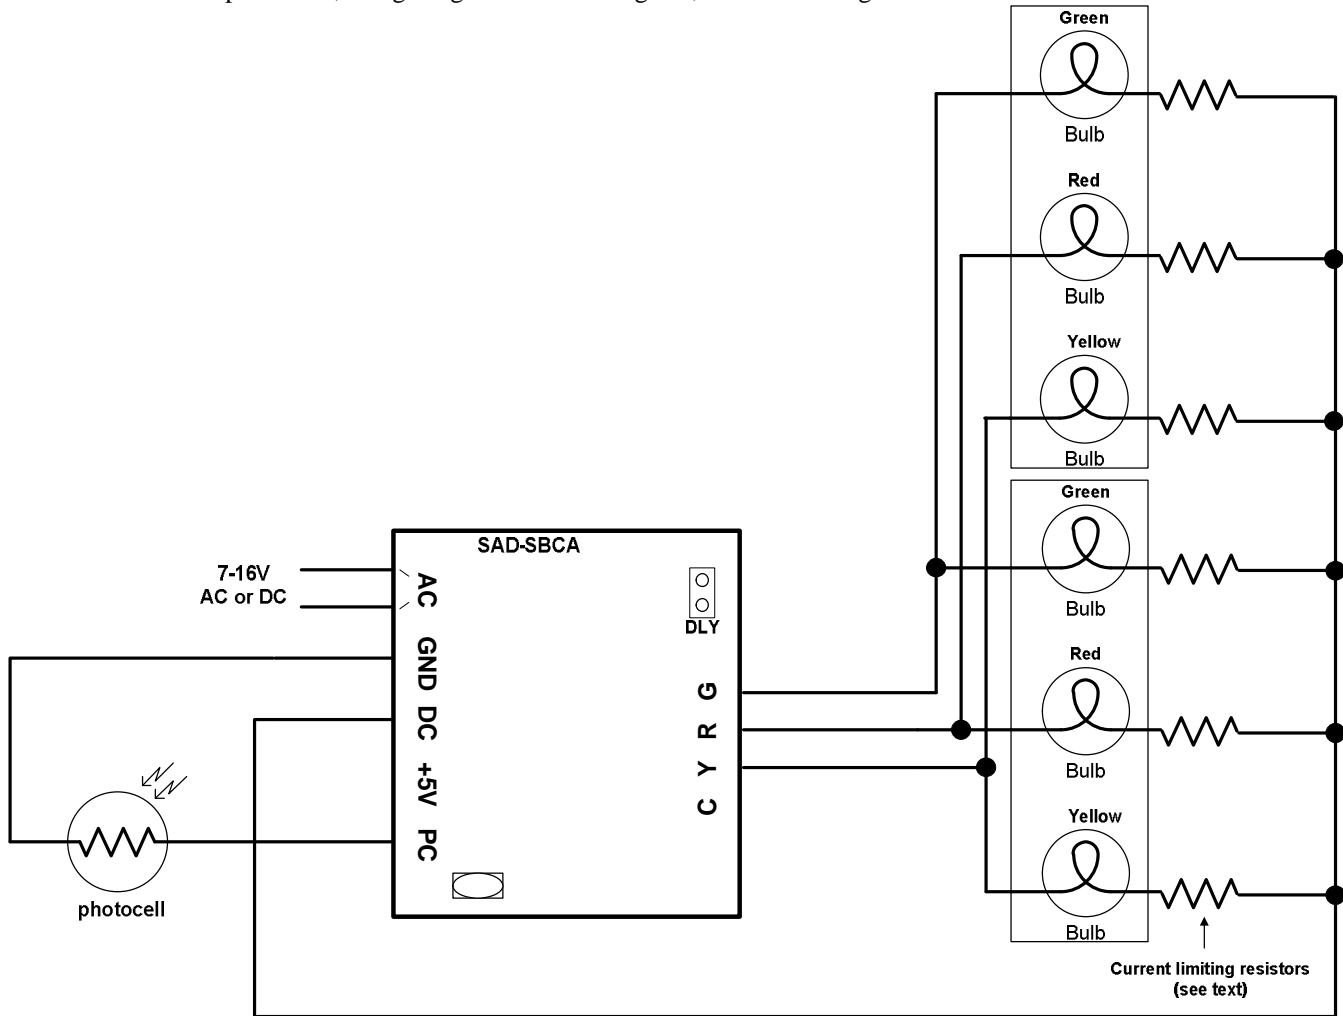 Green
Bulb
Red
Bulb
Yellow
Bulb
Green
Bulb
Red
Bulb
Yellow
Bulb
Current limiting resistors
(see text)
SAD-SBCA
7-16V
AC or DC
AC
GND
DC
+5V
PC
DLY
G
R
Y
C
photocell